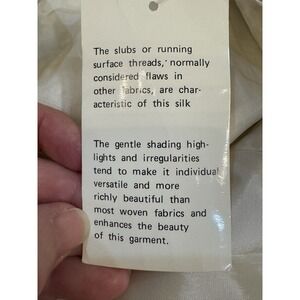 The slubs or running
surface threads, normally
considered flaws in
other fabrics, are char-
acteristic of this silk
The gentle shading high-
lights and irregularities
tend to make it individual
versatile and more
richly beautiful than
most woven fabrics and
enhances the beauty
of this garment.